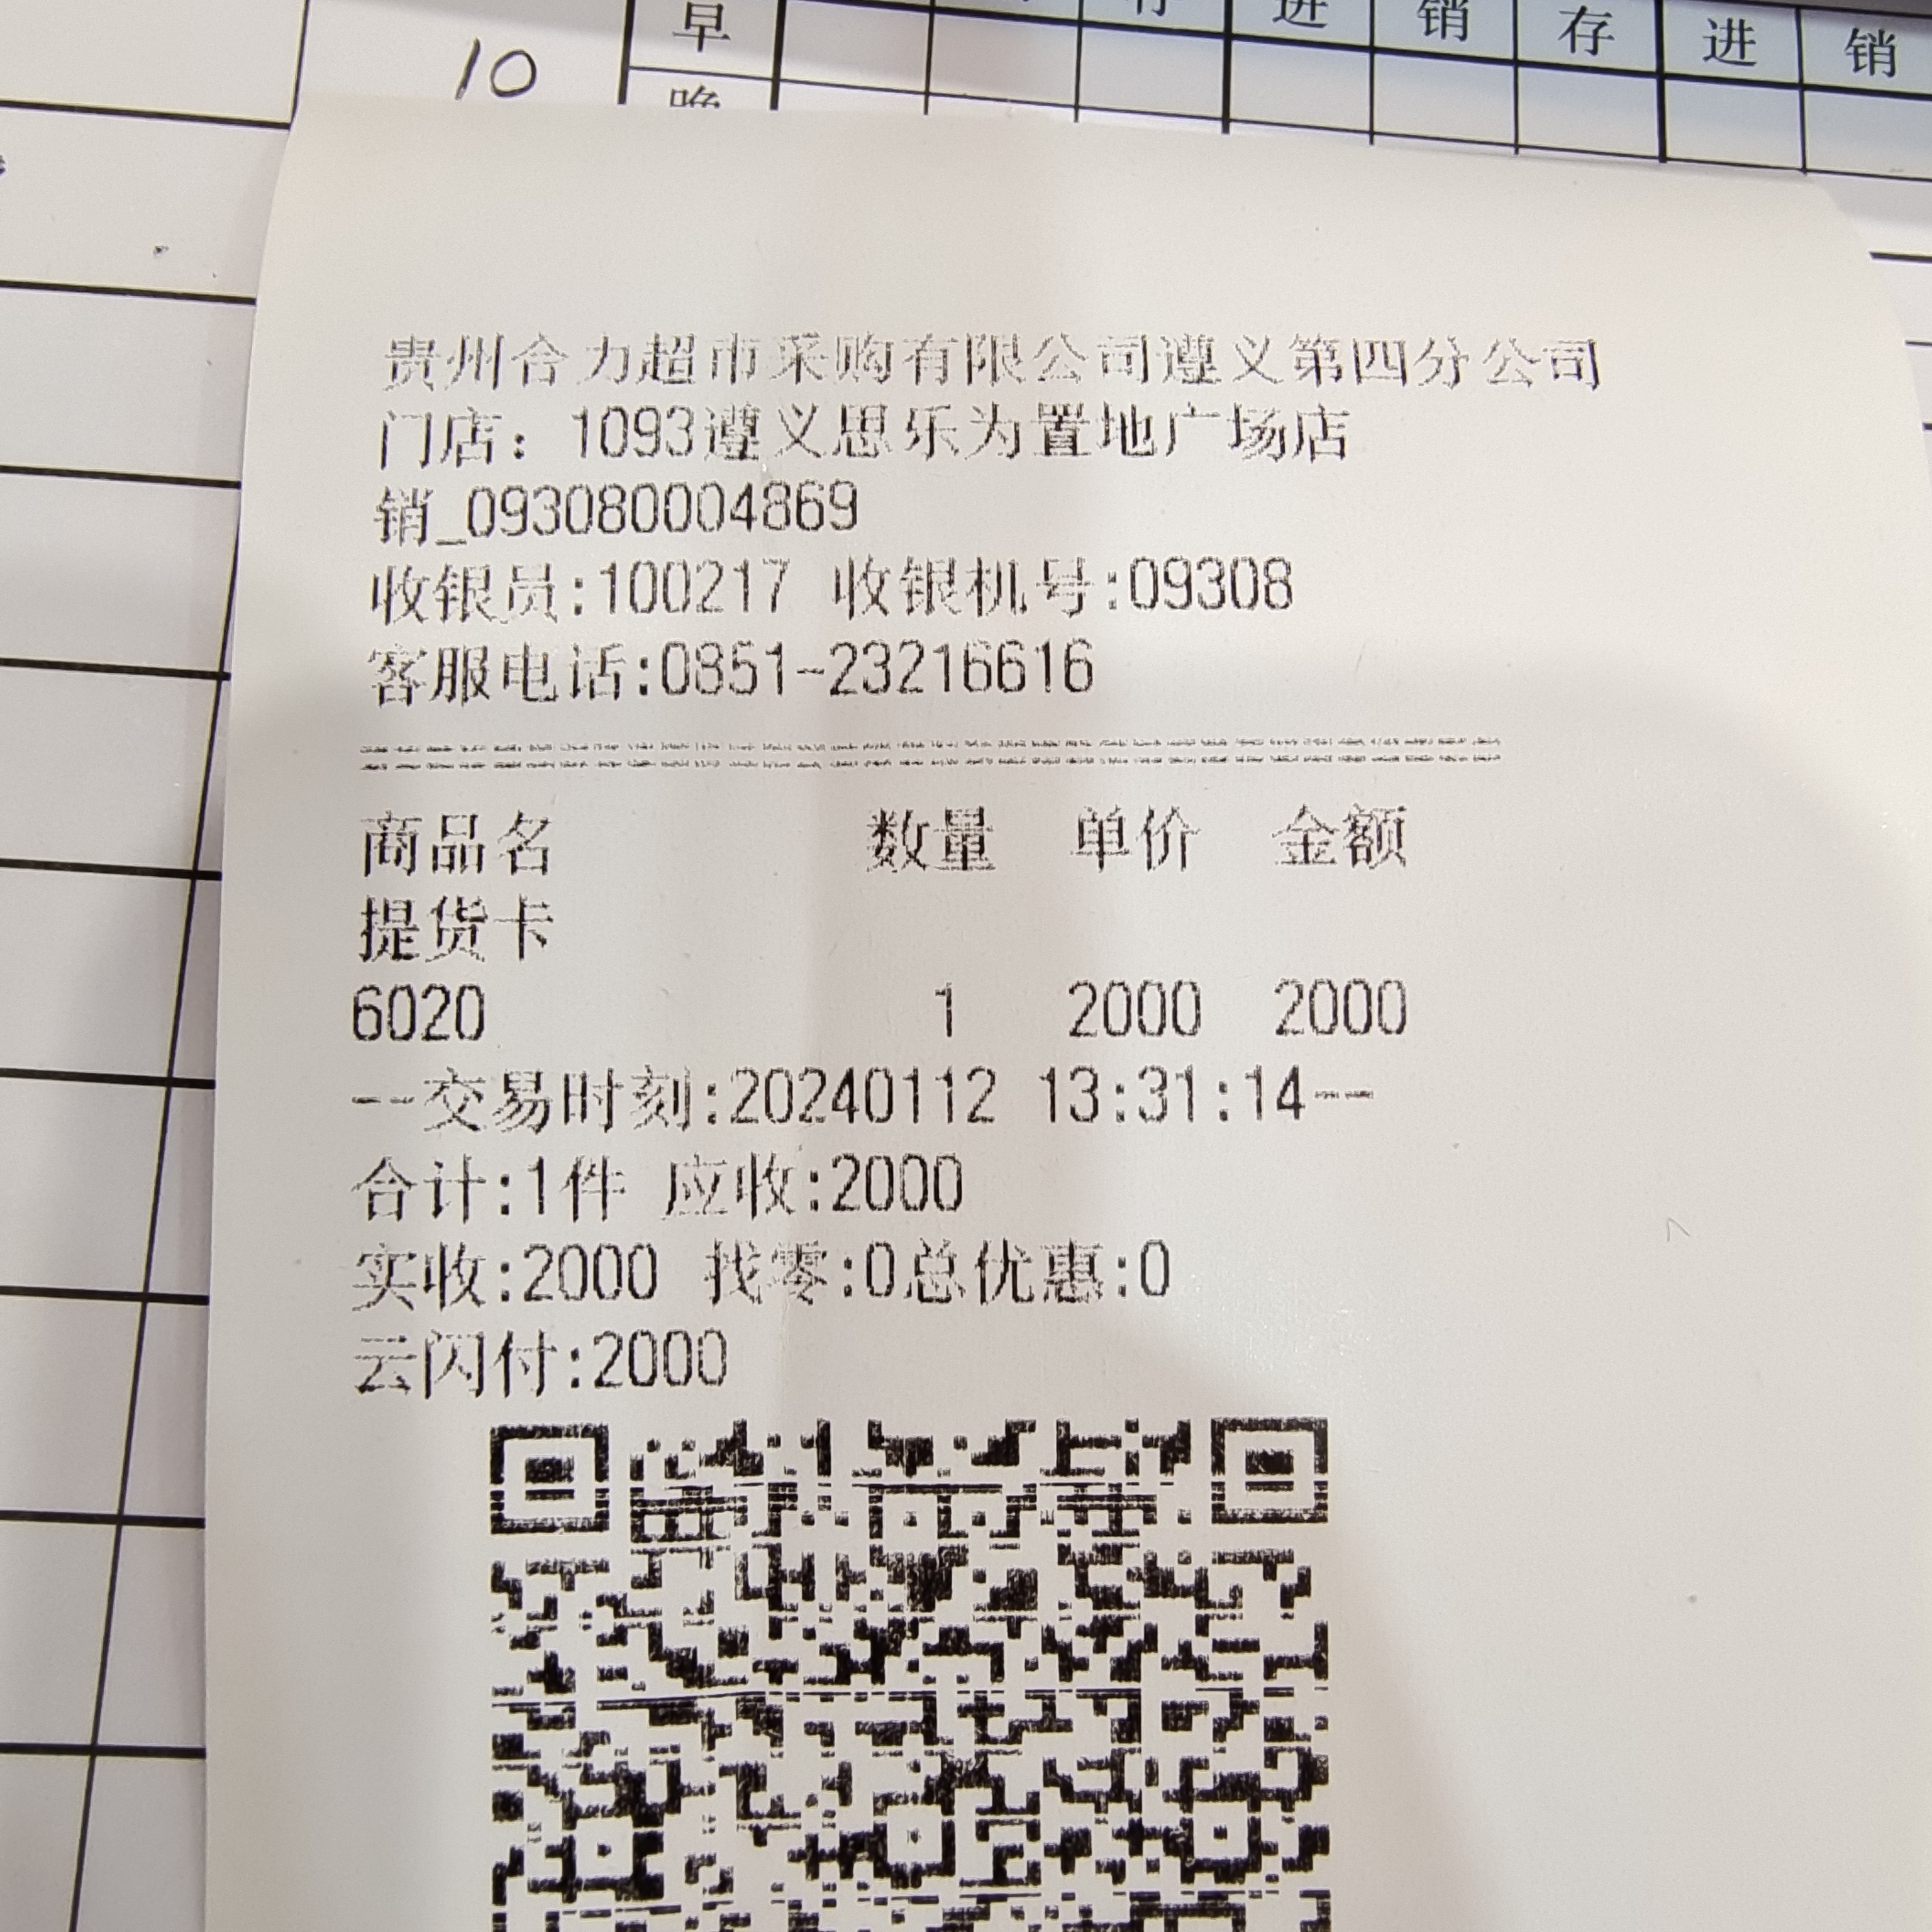 早 进 销 存 进 销
10
晚
贵州合力超市采购有限公司遵义第四分公司
门店：1093遵义思乐为置地广场店
销_093080004869
收银员:100217 收银机号:09308
客服电话:0851-23216616
商品名 数量 单价 金额
提货卡
6020 1 2000 2000
--交易时刻:20240112 13:31:14--
合计:1件 应收:2000
实收:2000 找零:0总优惠:0
云闪付:2000